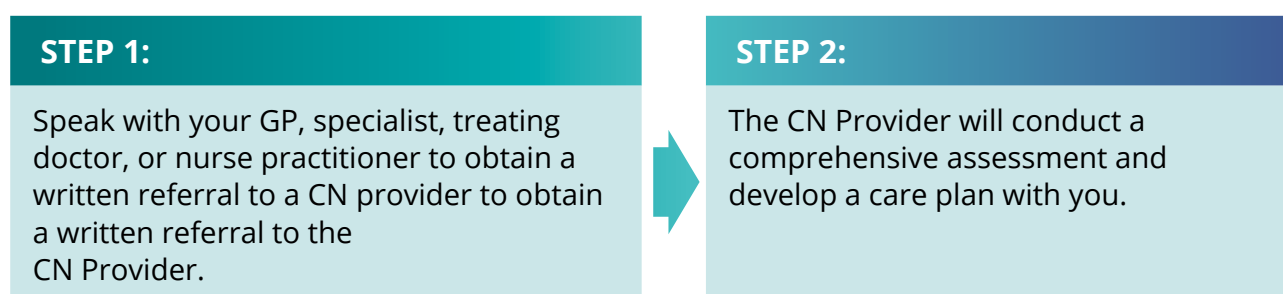 STEP 1:
Speak with your GP, specialist, treating
doctor, or nurse practitioner to obtain a
written referral to a CN provider to obtain
a written referral to the
CN Provider.
STEP 2:
The CN Provider will conduct a
comprehensive assessment and
develop a care plan with you.